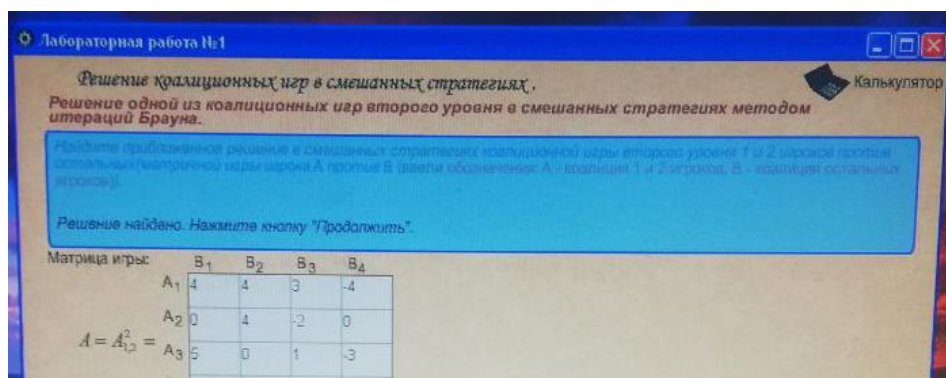 Лабораторная работа №1
Решение коалиционных игр в смешанных стратегиях.
Калькулятор
Решение одной из коалиционных игр второго уровня в смешанных стратегиях методом
итераций Брауна.
Найдите приближенное решение в смешанных стратегиях коалиционной игры второго уровня 1 и 2 игроков против
остальных(матричной игры игрока А против В (ввели обозначения: А - коалиция 1 и 2 игроков, В - коалиция остальных
игроков)).
Решение найдено. Нажмите кнопку "Продолжить".
Матрица игры: B1 B2 B3 B4
A1 4 4 3 -4
A2 0 4 -2 0
A = A²1,2 = A3 5 0 1 -3